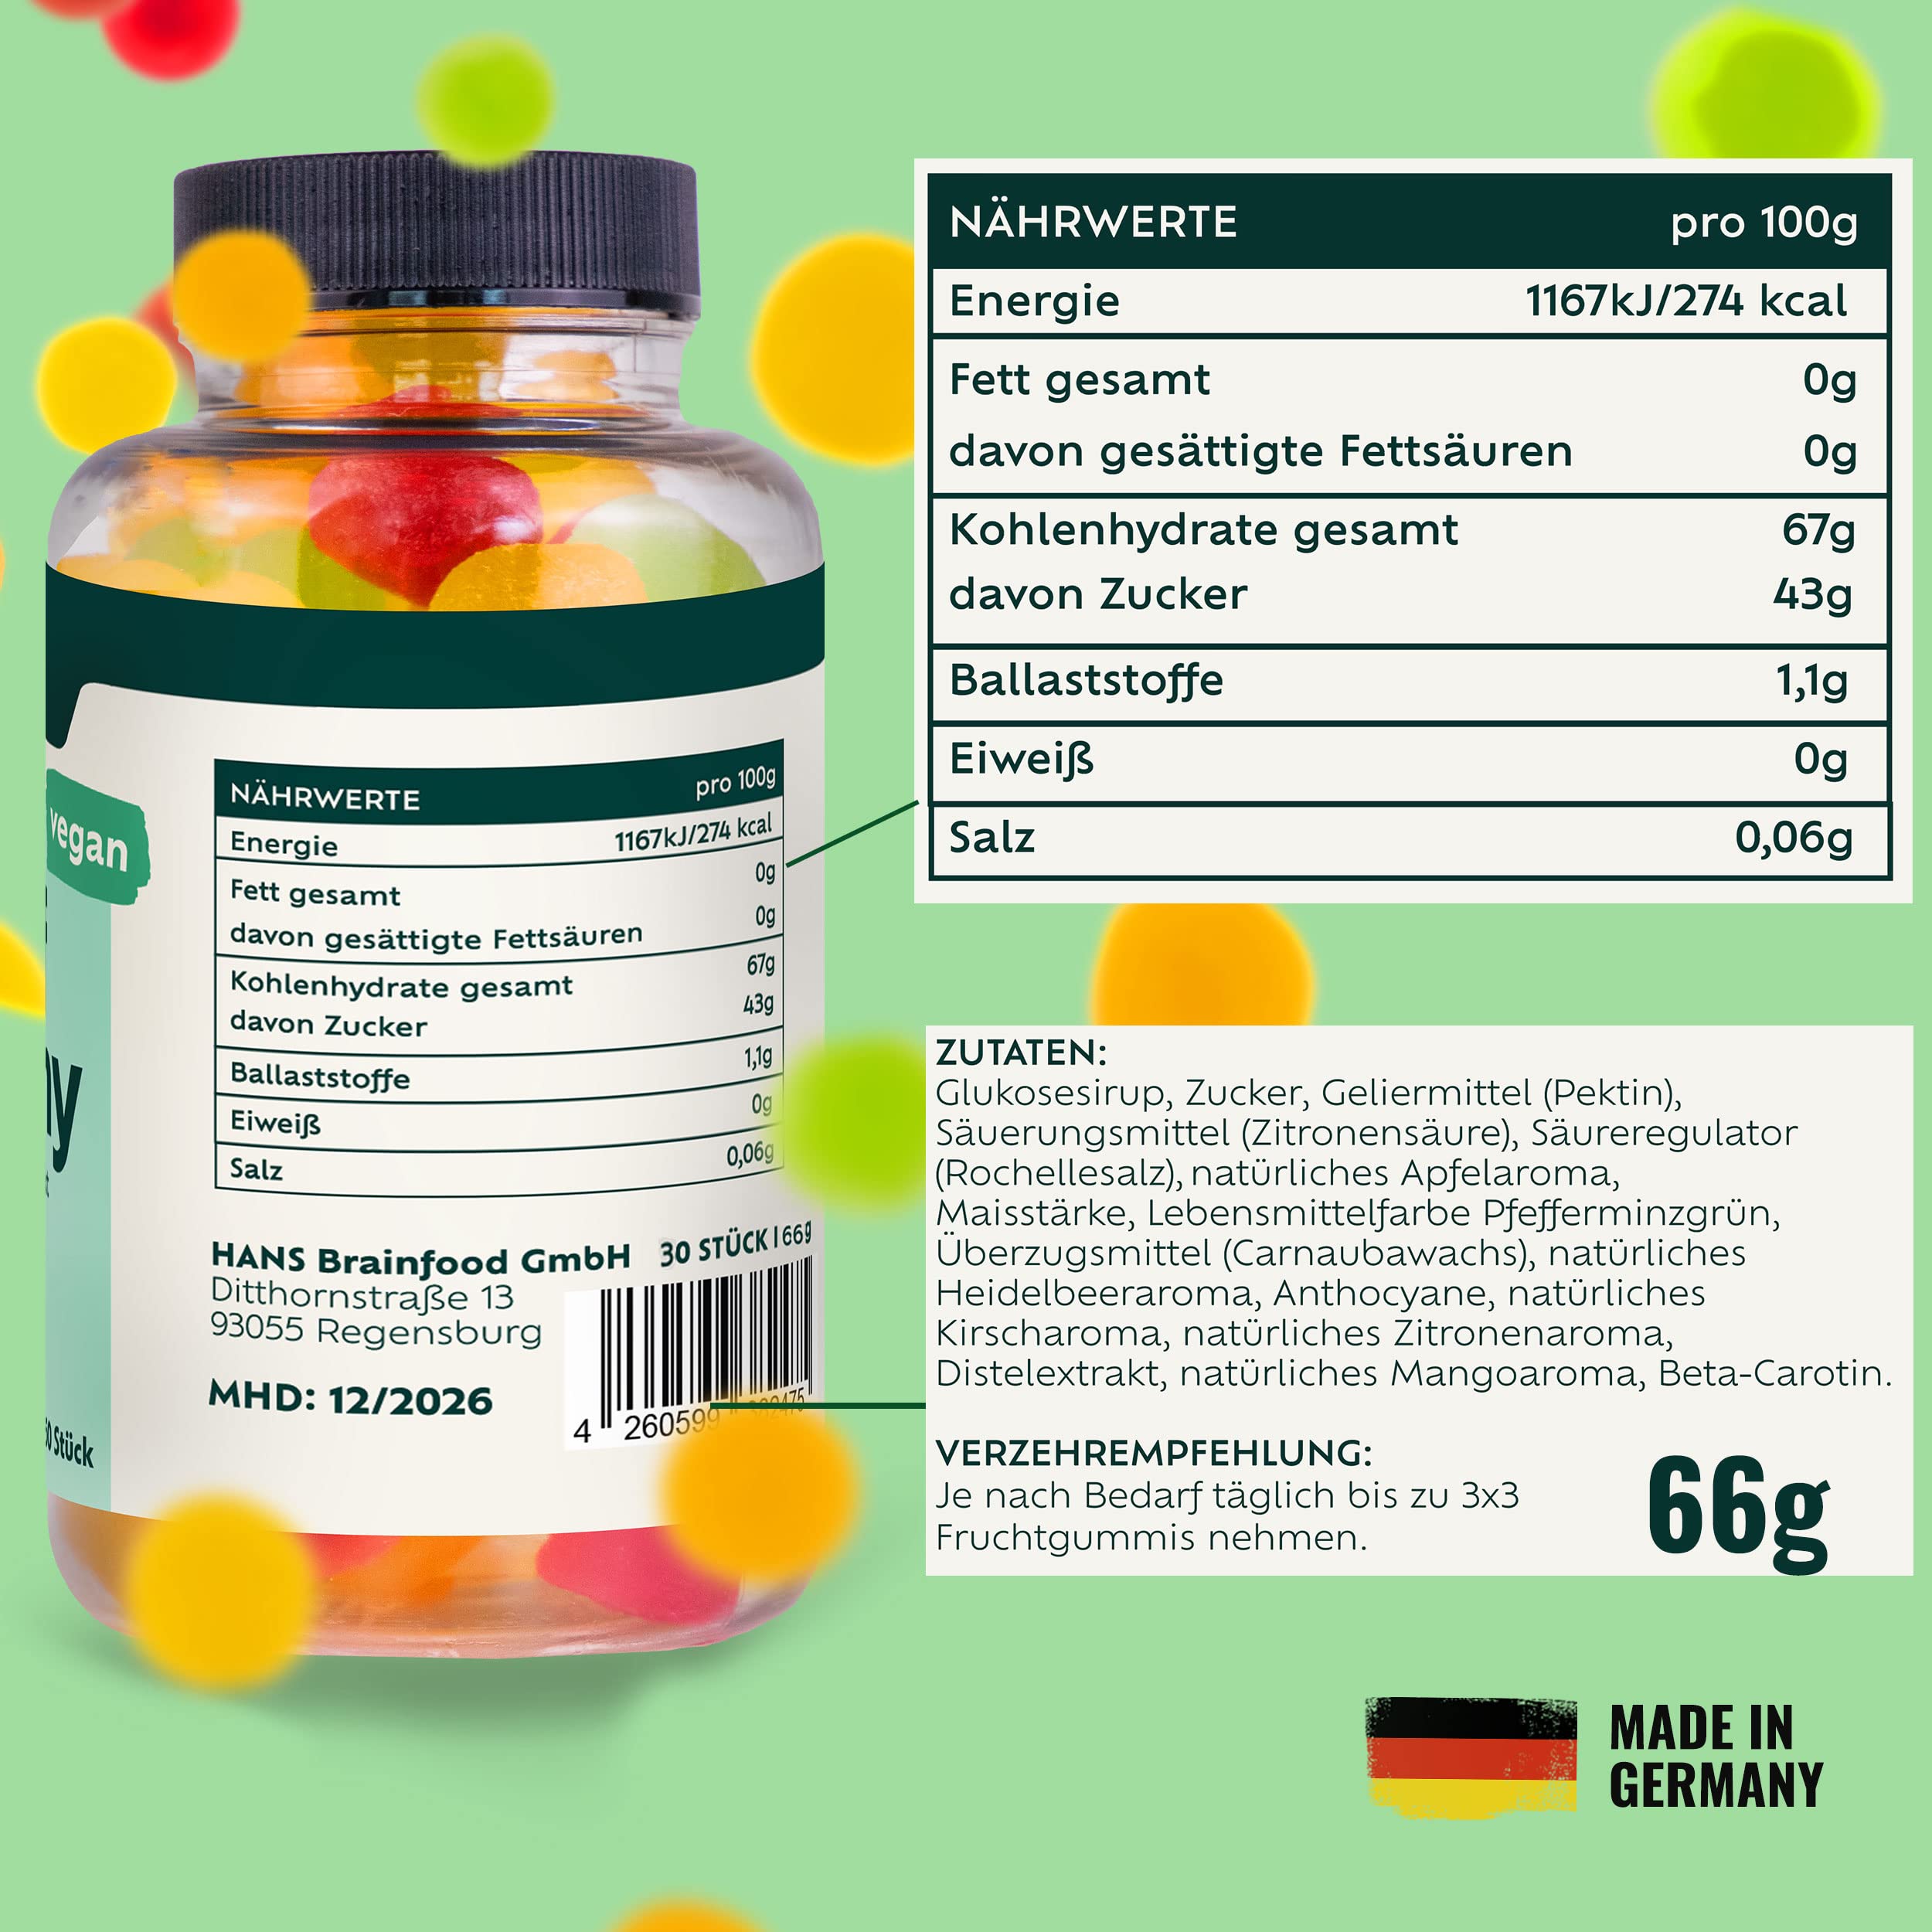 NÄHRWERTE pro 100g
Energie 1167kJ/274 kcal
Fett gesamt 0g
davon gesättigte Fettsäuren 0g
Kohlenhydrate gesamt 67g
davon Zucker 43g
Ballaststoffe 1,1g
Eiweiß 0g
Salz 0,06g
vegan
NÄHRWERTE pro 100g
Energie 1167kJ/274 kcal
Fett gesamt 0g
davon gesättigte Fettsäuren 0g
Kohlenhydrate gesamt 67g
davon Zucker 43g
Ballaststoffe 1,1g
Eiweiß 0g
Salz 0,06g
HANS Brainfood GmbH 30 STÜCK | 66g
Ditthornstraße 13
93055 Regensburg
MHD: 12/2026
4 260599
Stück
ZUTATEN:
Glukosesirup, Zucker, Geliermittel (Pektin),
Säuerungsmittel (Zitronensäure), Säureregulator
(Rochellesalz), natürliches Apfelaroma,
Maisstärke, Lebensmittelfarbe Pfefferminzgrün,
Überzugsmittel (Carnaubawachs), natürliches
Heidelbeeraroma, Anthocyane, natürliches
Kirscharoma, natürliches Zitronenaroma,
Distelextrakt, natürliches Mangoaroma, Beta-Carotin.
VERZEHREMPFEHLUNG:
Je nach Bedarf täglich bis zu 3x3
Fruchtgummis nehmen.
66g
MADE IN
GERMANY